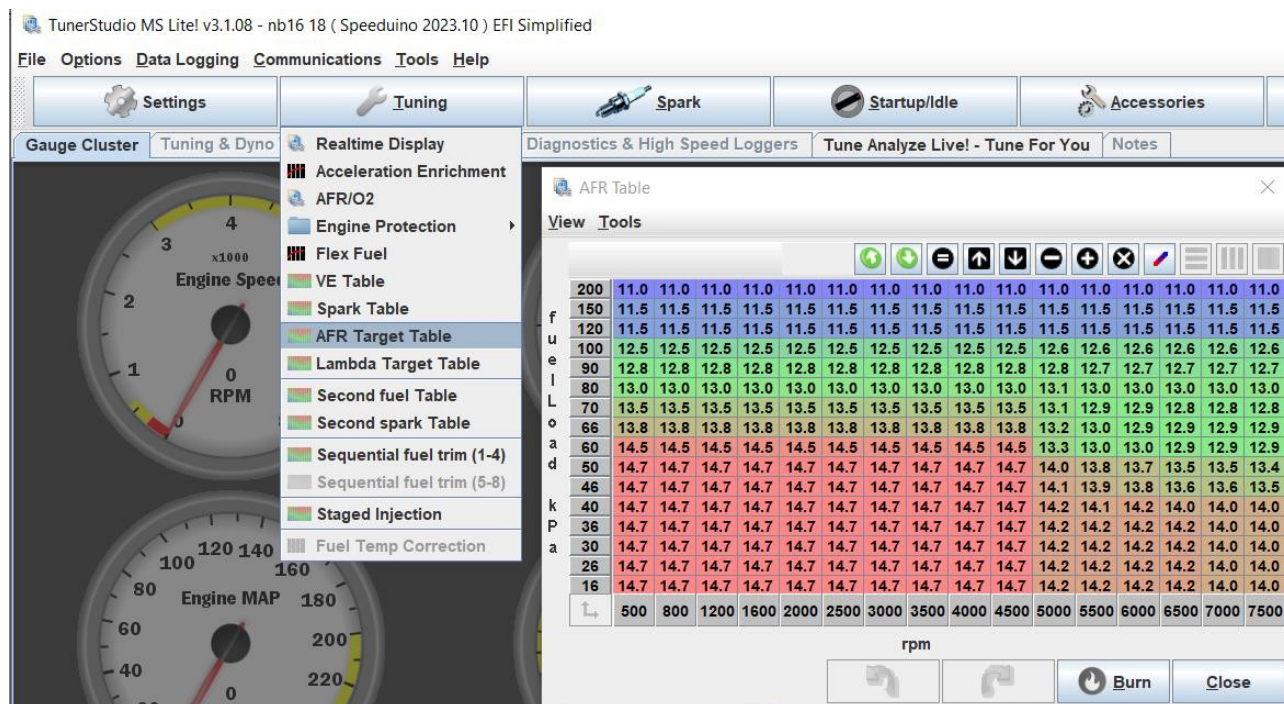 TunerStudio MS Lite! v3.1.08 - nb16 18 ( Speeduino 2023.10 ) EFI Simplified
File Options Data Logging Communications Tools Help
Settings Tuning Spark Startup/Idle Accessories
Gauge Cluster Tuning & Dyno Diagnostics & High Speed Loggers Tune Analyze Live! - Tune For You Notes
Realtime Display
Acceleration Enrichment
AFR/O2
Engine Protection
Flex Fuel
VE Table
Spark Table
AFR Target Table
Lambda Target Table
Second fuel Table
Second spark Table
Sequential fuel trim (1-4)
Sequential fuel trim (5-8)
Staged Injection
Fuel Temp Correction
4
3
x1000
Engine Speed
2
1
0
RPM
0
120 140
100 160
80 Engine MAP 180
60
200
40
220
0
AFR Table
View Tools
fuelLoad kPa
200 11.0 11.0 11.0 11.0 11.0 11.0 11.0 11.0 11.0 11.0 11.0 11.0 11.0 11.0 11.0 11.0
150 11.5 11.5 11.5 11.5 11.5 11.5 11.5 11.5 11.5 11.5 11.5 11.5 11.5 11.5 11.5 11.5
120 11.5 11.5 11.5 11.5 11.5 11.5 11.5 11.5 11.5 11.5 11.5 11.5 11.5 11.5 11.5 11.5
100 12.5 12.5 12.5 12.5 12.5 12.5 12.5 12.5 12.5 12.5 12.6 12.6 12.6 12.6 12.6 12.6
90 12.8 12.8 12.8 12.8 12.8 12.8 12.8 12.8 12.8 12.8 12.8 12.7 12.7 12.7 12.7 12.7
80 13.0 13.0 13.0 13.0 13.0 13.0 13.0 13.0 13.0 13.0 13.1 13.0 13.0 13.0 13.0 13.0
70 13.5 13.5 13.5 13.5 13.5 13.5 13.5 13.5 13.5 13.5 13.1 12.9 12.9 12.8 12.8 12.8
66 13.8 13.8 13.8 13.8 13.8 13.8 13.8 13.8 13.8 13.8 13.2 13.0 12.9 12.9 12.9 12.9
60 14.5 14.5 14.5 14.5 14.5 14.5 14.5 14.5 14.5 14.5 13.3 13.0 13.0 12.9 12.9 12.9
50 14.7 14.7 14.7 14.7 14.7 14.7 14.7 14.7 14.7 14.7 14.0 13.8 13.7 13.5 13.5 13.4
46 14.7 14.7 14.7 14.7 14.7 14.7 14.7 14.7 14.7 14.7 14.1 13.9 13.8 13.6 13.6 13.5
40 14.7 14.7 14.7 14.7 14.7 14.7 14.7 14.7 14.7 14.7 14.2 14.1 14.2 14.0 14.0 14.0
36 14.7 14.7 14.7 14.7 14.7 14.7 14.7 14.7 14.7 14.7 14.2 14.2 14.2 14.2 14.0 14.0
30 14.7 14.7 14.7 14.7 14.7 14.7 14.7 14.7 14.7 14.7 14.2 14.2 14.2 14.2 14.0 14.0
26 14.7 14.7 14.7 14.7 14.7 14.7 14.7 14.7 14.7 14.7 14.2 14.2 14.2 14.2 14.0 14.0
16 14.7 14.7 14.7 14.7 14.7 14.7 14.7 14.7 14.7 14.7 14.2 14.2 14.2 14.2 14.0 14.0
500 800 1200 1600 2000 2500 3000 3500 4000 4500 5000 5500 6000 6500 7000 7500
rpm
Burn Close